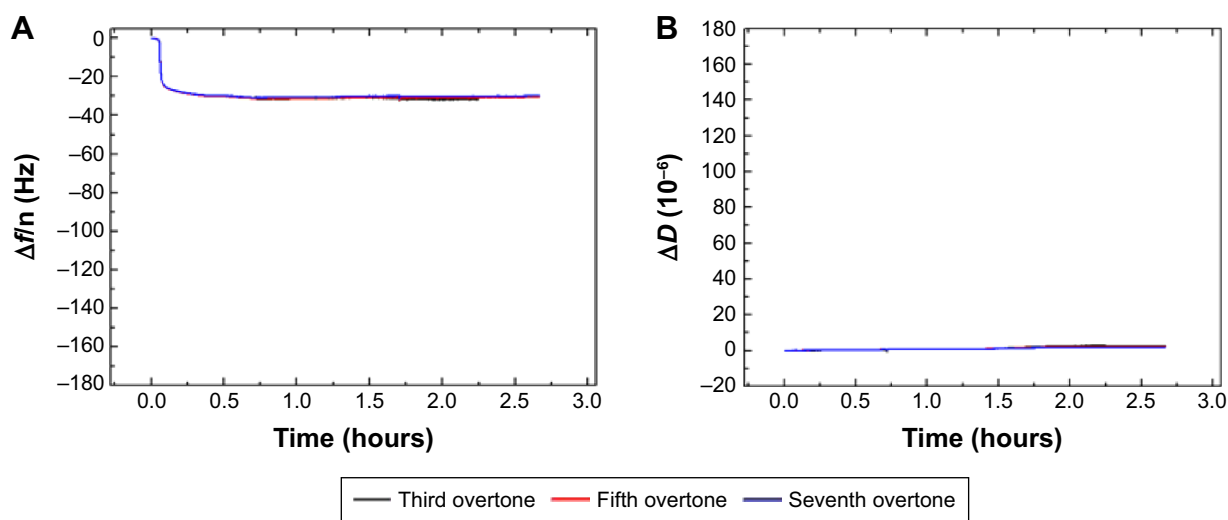 A
B
Δf/n (Hz)
0
–20
–40
–60
–80
–100
–120
–140
–160
–180
0.0 0.5 1.0 1.5 2.0 2.5 3.0
Time (hours)
ΔD (10⁻⁶)
180
160
140
120
100
80
60
40
20
0
–20
0.0 0.5 1.0 1.5 2.0 2.5 3.0
Time (hours)
Third overtone Fifth overtone Seventh overtone